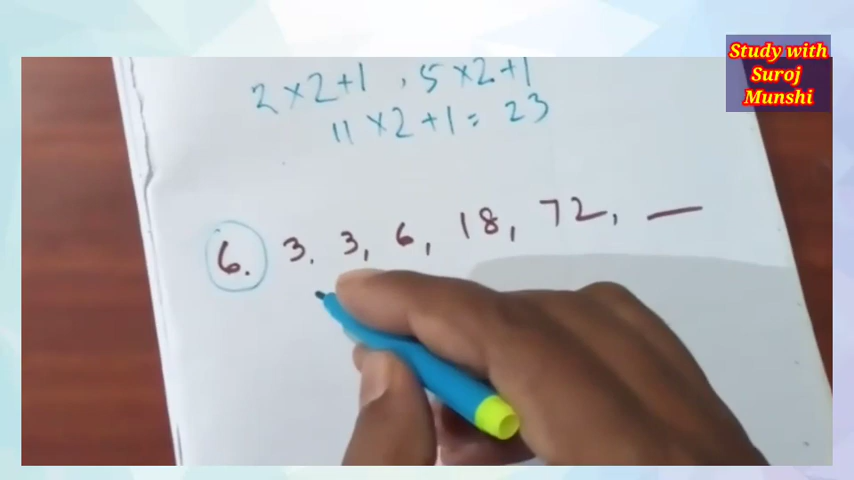 Study with
Suroj
Munshi
2×2+1, 5×2+1
11×2+1= 23
6. 3. 3, 6, 18, 72, —